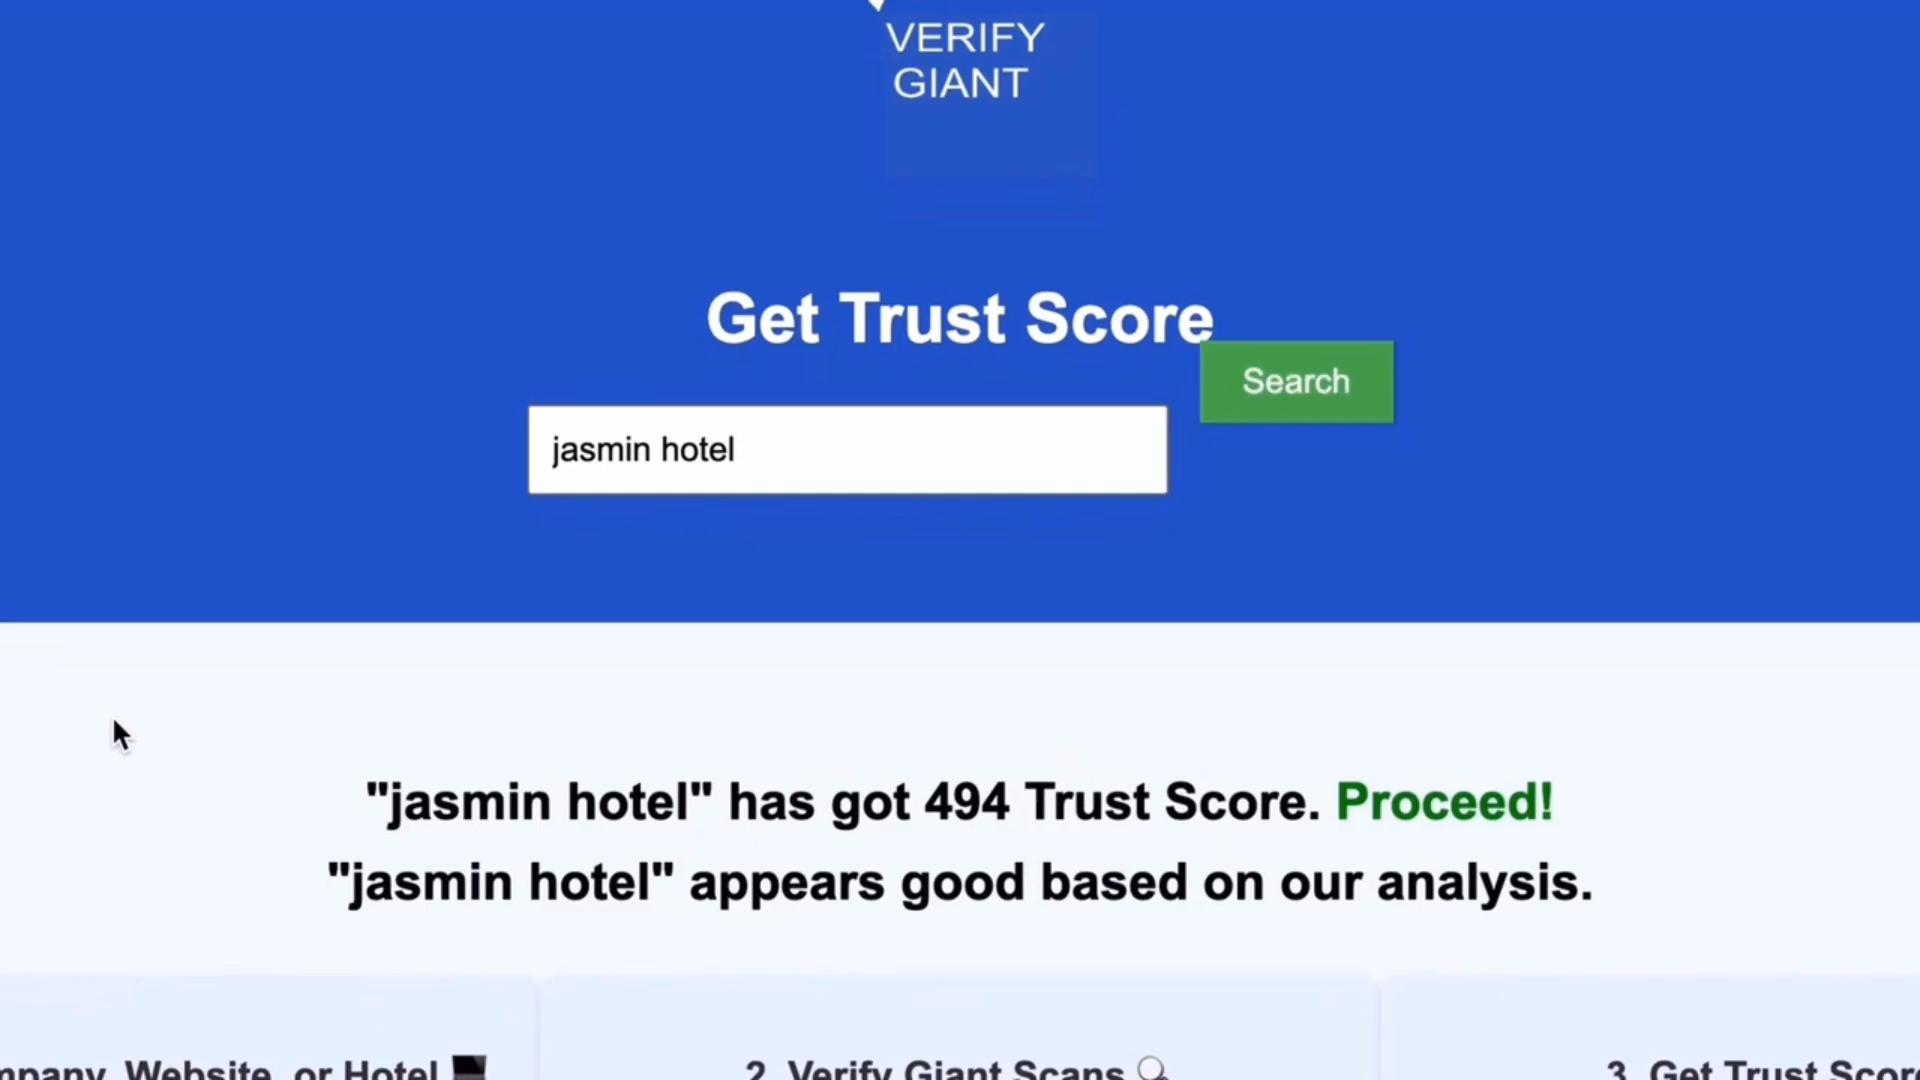 VERIFY
GIANT
Get Trust Score
Search
jasmin hotel
"jasmin hotel" has got 494 Trust Score. Proceed!
"jasmin hotel" appears good based on our analysis.
Website, or Hotel
2. Verify Giant Scans
3. Get Trust Score